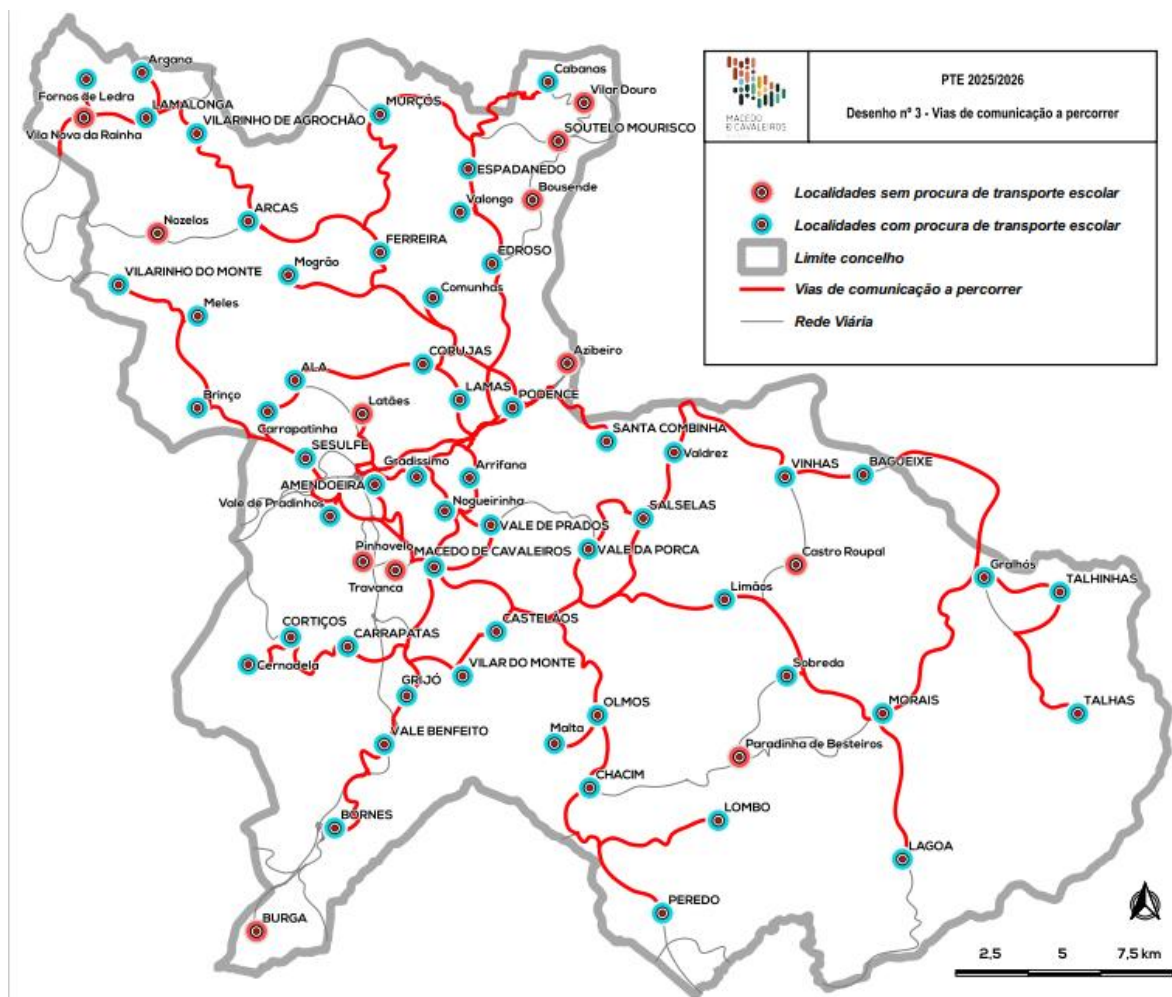 MACEDO
DE CAVALEIROS
PTE 2025/2026
Desenho nº 3 - Vias de comunicação a percorrer
Localidades sem procura de transporte escolar
Localidades com procura de transporte escolar
Limite concelho
Vias de comunicação a percorrer
Rede Viária
Argana
Fornos de Ledra
LAMALONGA
Vila Nova da Rainha
VILARINHO DE AGROCHÃO
MURÇÓS
Cabanas
Vilar Douro
SOUTELO MOURISCO
ESPADANEDO
Bousende
Valongo
ARCAS
Nozelos
FERREIRA
EDROSO
VILARINHO DO MONTE
Mogrão
Comunhas
Meles
CORUJAS
Azibeiro
ALA
LAMAS
PODENCE
Brinço
Latães
Carrapatinha
SANTA COMBINHA
SESULFE
Gradíssimo
Arrifana
Valdrez
VINHAS
BAGUEIXE
AMENDOEIRA
Vale de Pradinhos
Nogueirinha
VALE DE PRADOS
SALSELAS
Pinhovelo
MACEDO DE CAVALEIROS
VALE DA PORCA
Travanca
Castro Roupal
Gralhós
TALHINHAS
Limãos
CORTIÇOS
CARRAPATAS
CASTELÃOS
Cernadela
VILAR DO MONTE
Sobreda
GRIJÓ
OLMOS
MORAIS
TALHAS
VALE BENFEITO
Malta
Paradinha de Besteiros
CHACIM
BORNES
LOMBO
LAGOA
PEREDO
BURGA
2,5 5 7,5 km